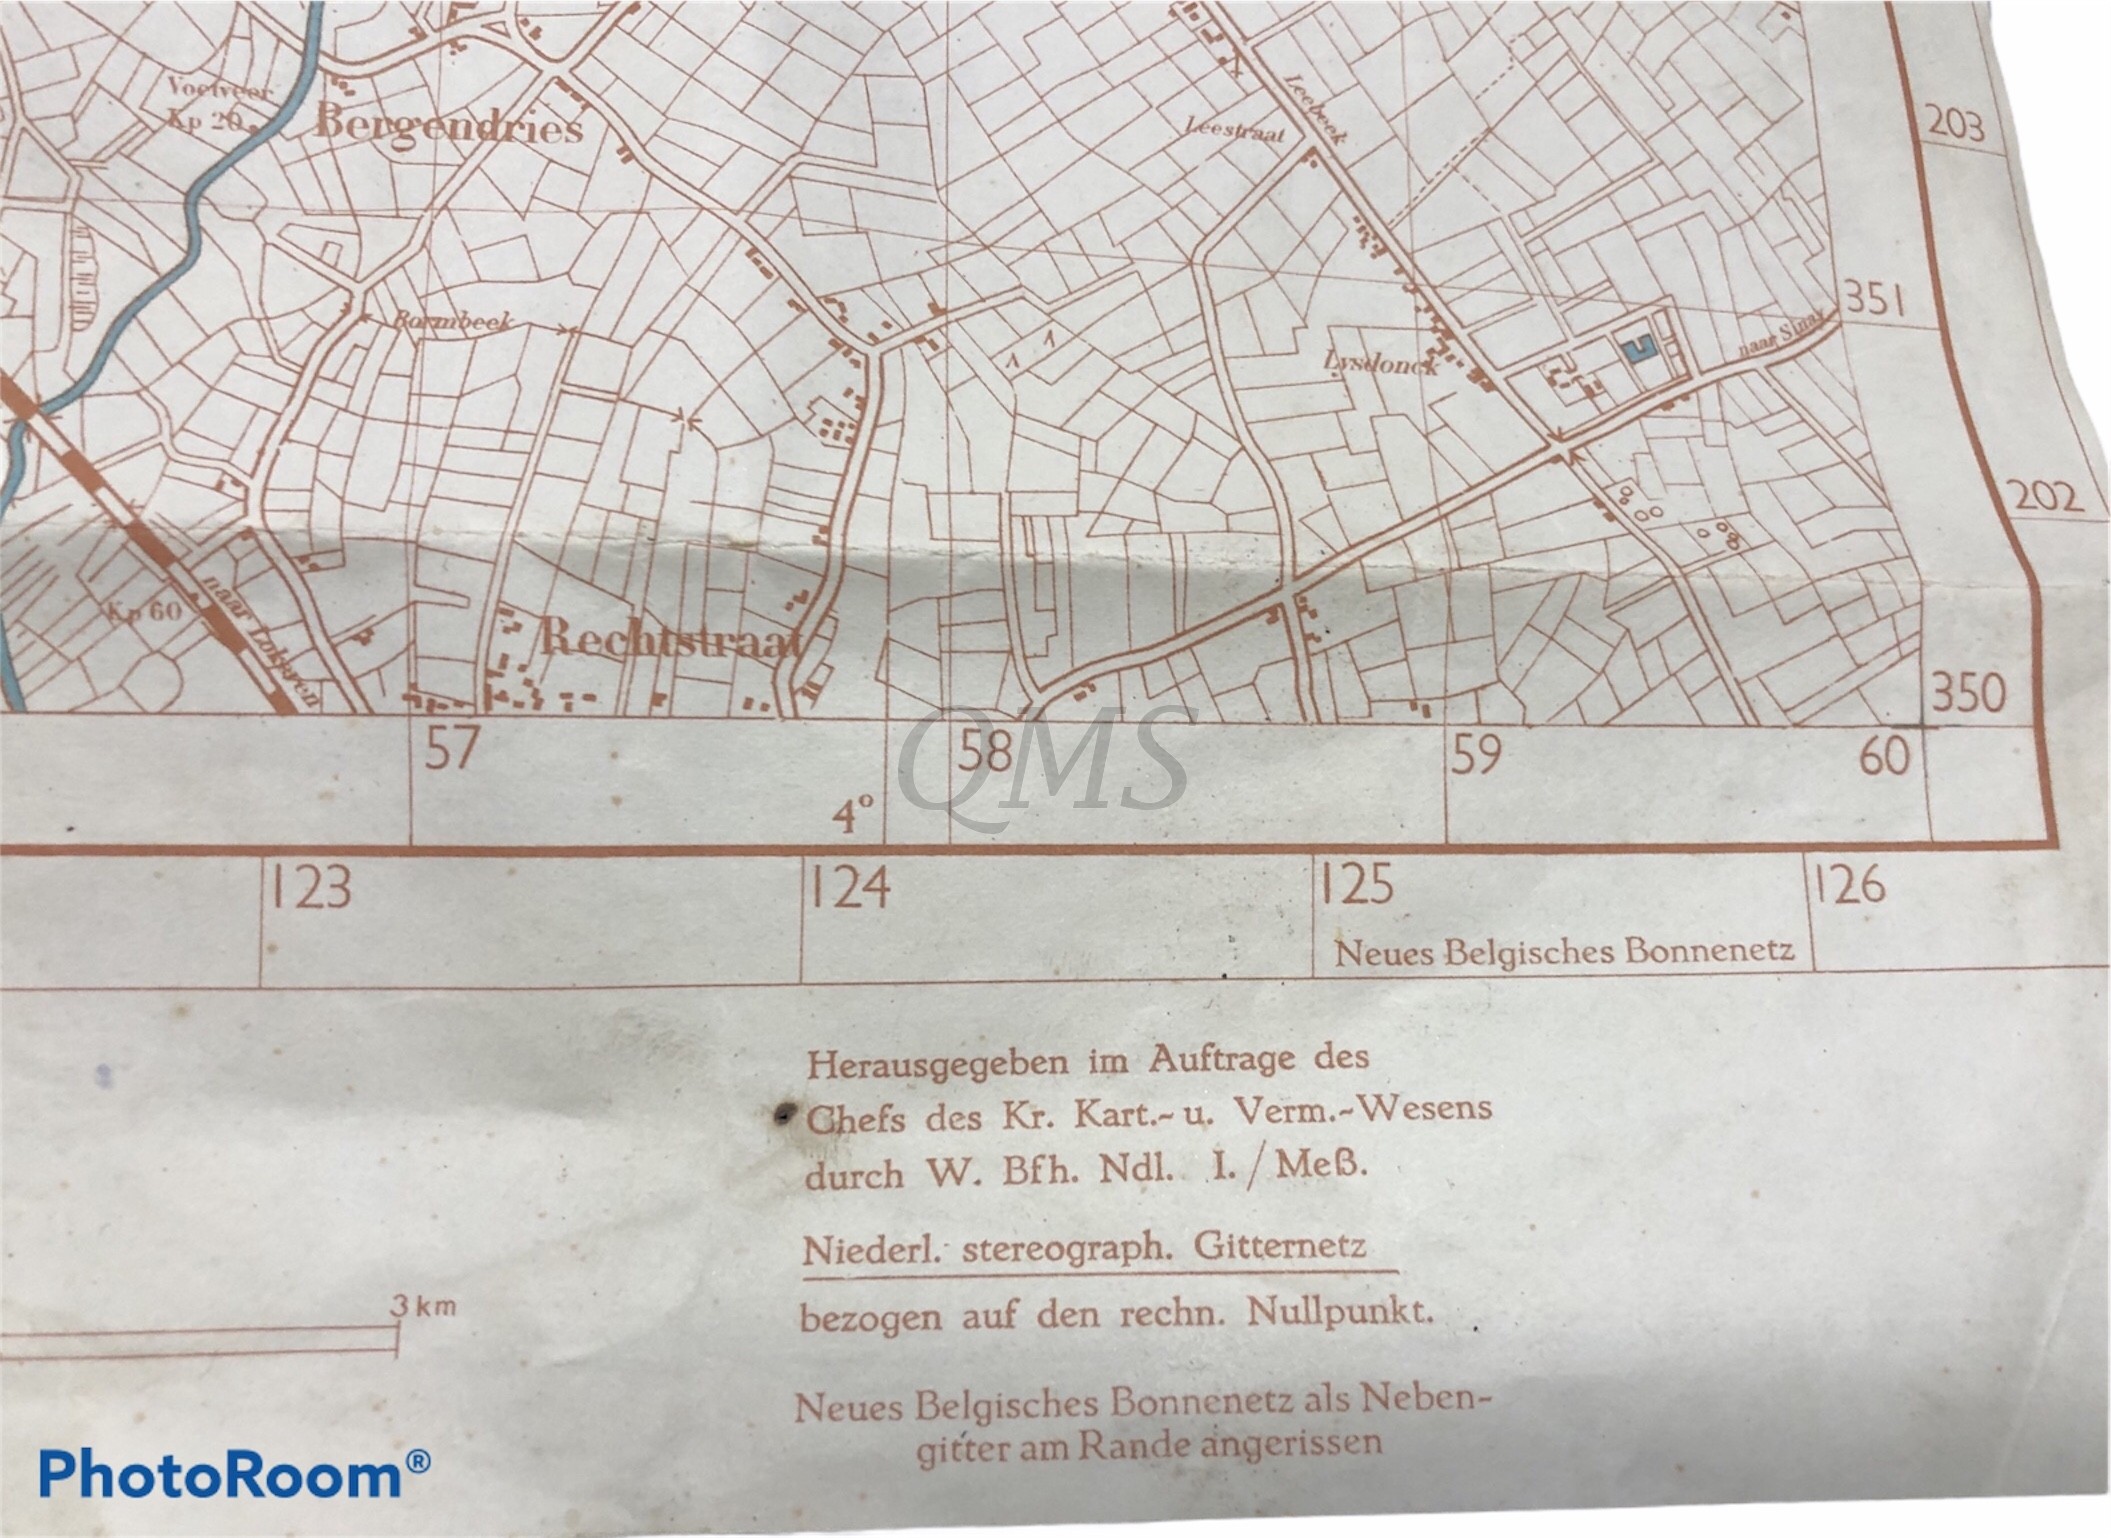 Voetveer
Kp 20
Bergendries
Leestraat
Leebeek
203
Bormbeek
351
Lysdonck
naar Sinay
202
Kp 60
naar Lokeren
Rechtstraat
350
57
58
59
60
4°
QMS
123
124
125
126
Neues Belgisches Bonnenetz
Herausgegeben im Auftrage des
Chefs des Kr. Kart.- u. Verm.-Wesens
durch W. Bfh. Ndl. I. / Meß.
Niederl. stereograph. Gitternetz
bezogen auf den rechn. Nullpunkt.
3 km
Neues Belgisches Bonnenetz als Neben-
gitter am Rande angerissen
PhotoRoom®